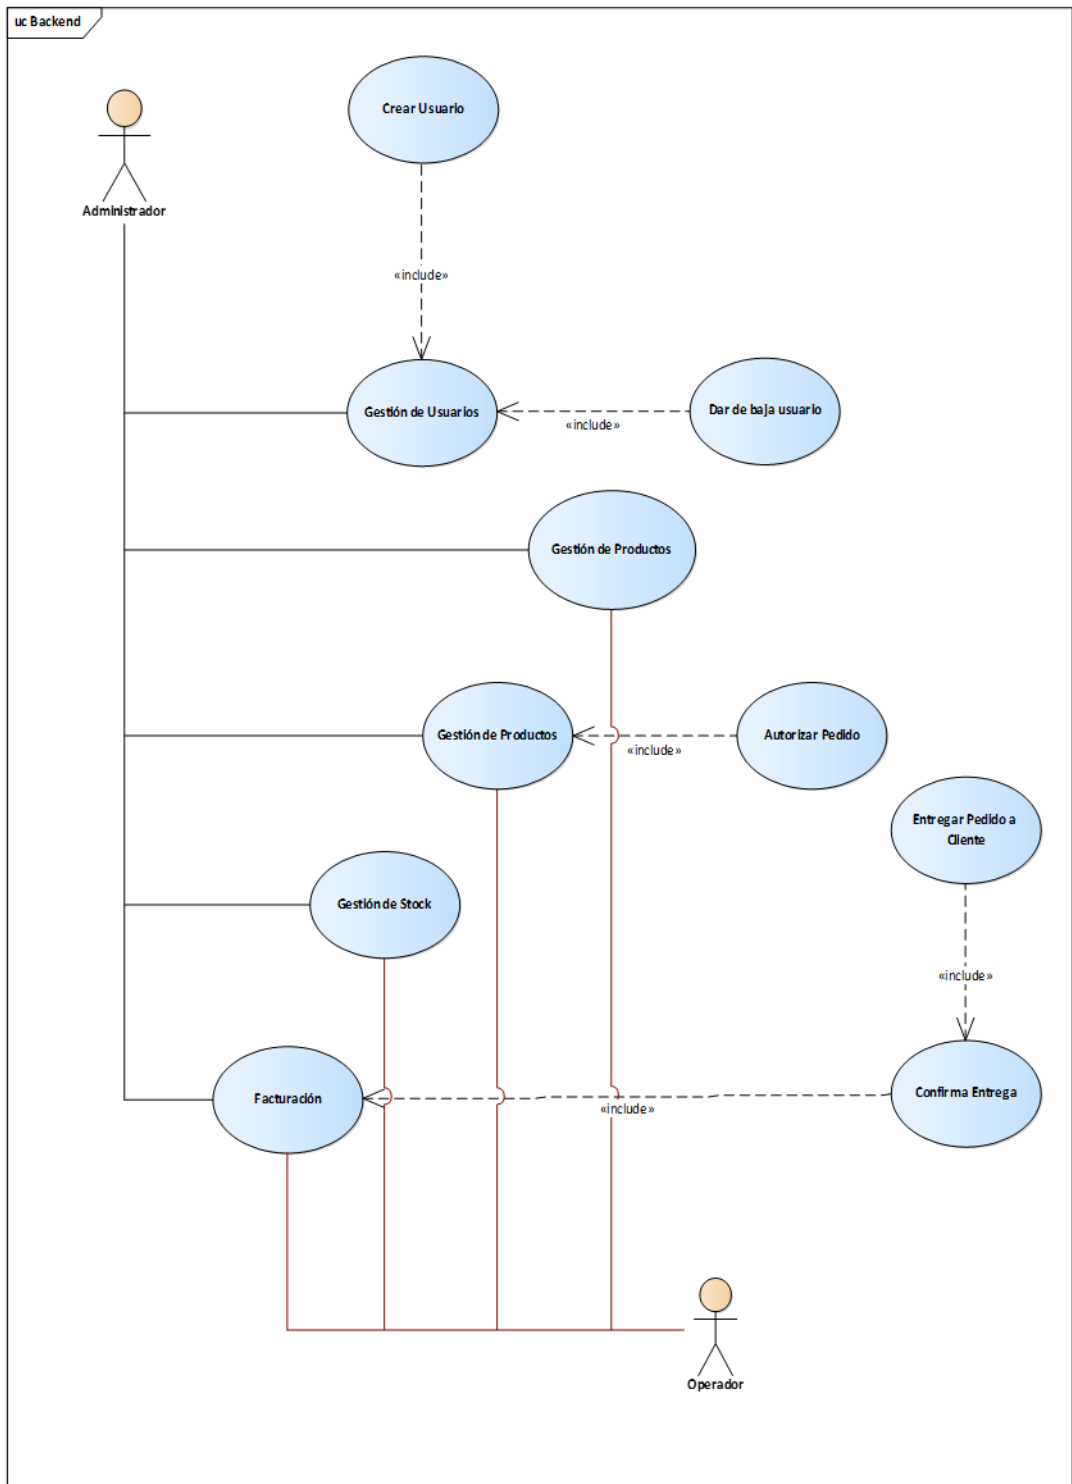 uc Backend
Crear Usuario
Administrador
«include»
Gestión de Usuarios
Dar de baja usuario
«include»
Gestión de Productos
Gestión de Productos
Autorizar Pedido
«include»
Entregar Pedido a
Cliente
Gestión de Stock
«include»
Facturación
Confirma Entrega
«include»
Operador